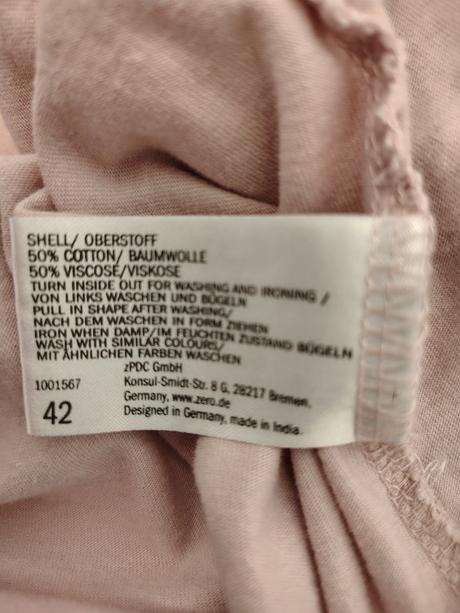 SHELL/ OBERSTOFF
50% COTTON/ BAUMWOLLE
50% VISCOSE/VISKOSE
TURN INSIDE OUT FOR WASHING AND IRONING /
VON LINKS WASCHEN UND BÜGELN
PULL IN SHAPE AFTER WASHING/
NACH DEM WASCHEN IN FORM ZIEHEN
IRON WHEN DAMP/IM FEUCHTEN ZUSTAND BÜGELN
WASH WITH SIMILAR COLOURS/
MIT ÄHNLICHEN FARBEN WASCHEN
zPDC GmbH
1001567 Konsul-Smidt-Str. 8 G, 28217 Bremen,
Germany, www.zero.de
42 Designed in Germany, made in India.